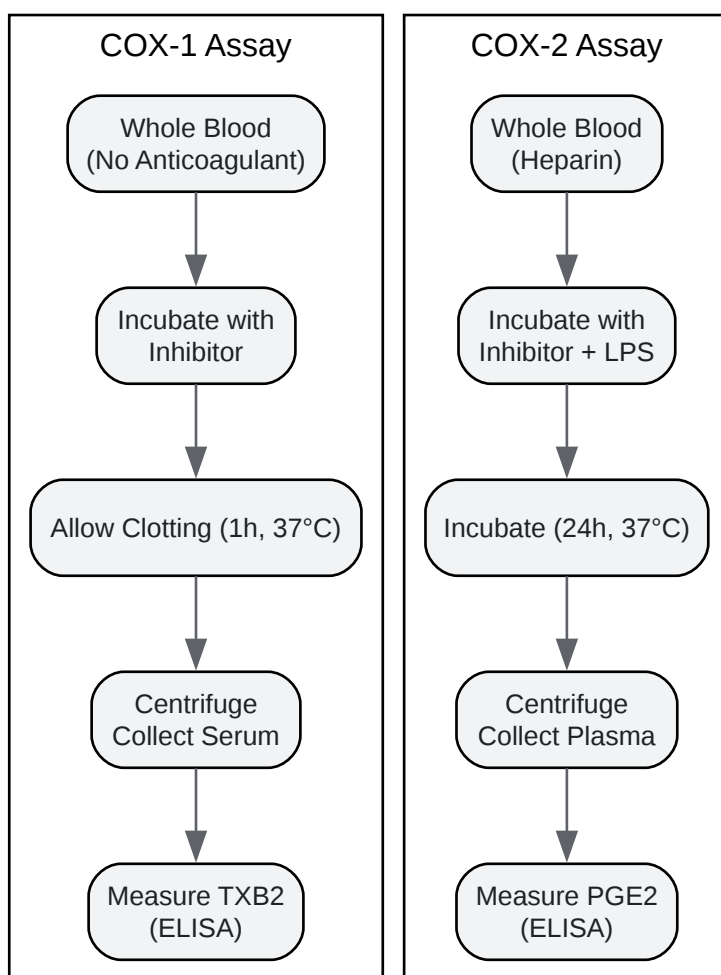 COX-1 Assay
Whole Blood
(No Anticoagulant)
Incubate with
Inhibitor
Allow Clotting (1h, 37°C)
Centrifuge
Collect Serum
Measure TXB2
(ELISA)
COX-2 Assay
Whole Blood
(Heparin)
Incubate with
Inhibitor + LPS
Incubate (24h, 37°C)
Centrifuge
Collect Plasma
Measure PGE2
(ELISA)